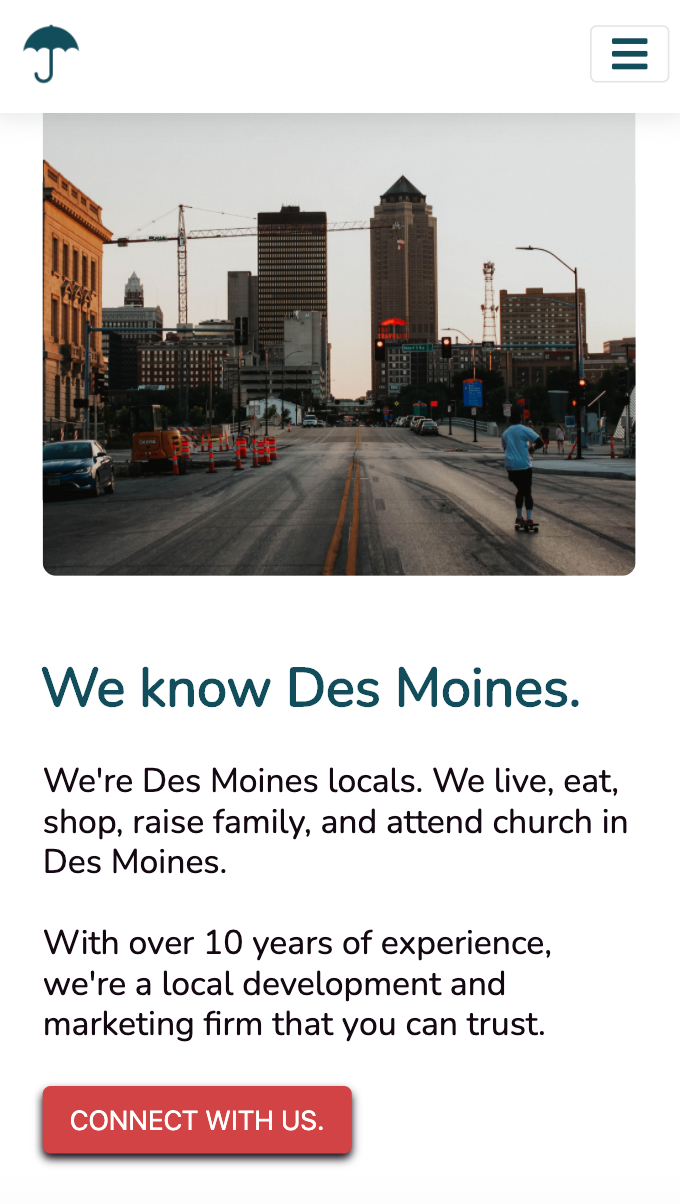 We know Des Moines.
We're Des Moines locals. We live, eat,
shop, raise family, and attend church in
Des Moines.
With over 10 years of experience,
we're a local development and
marketing firm that you can trust.
CONNECT WITH US.